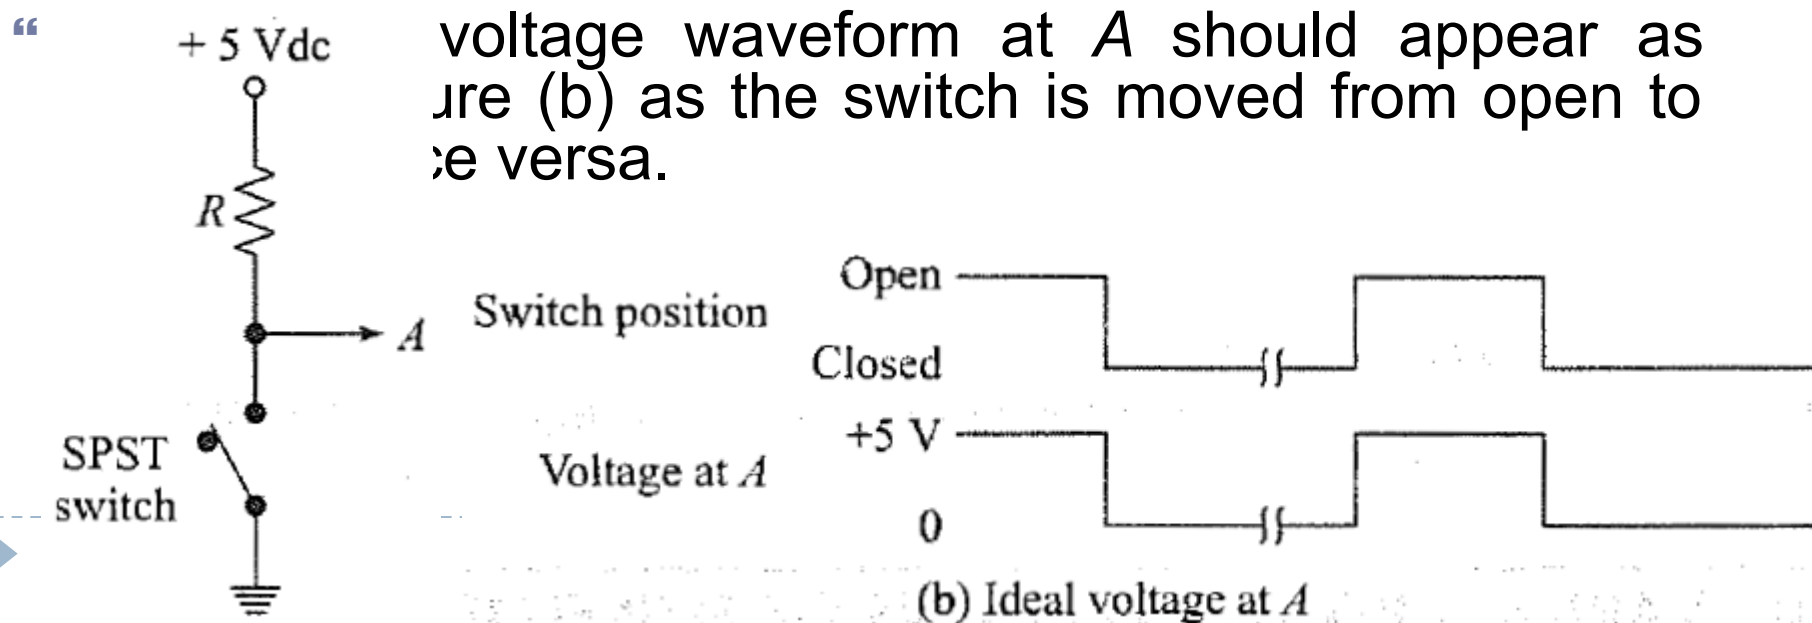 “
voltage waveform at A should appear as
ure (b) as the switch is moved from open to
ce versa.
+ 5 Vdc
R
A
SPST
switch
Switch position
Open
Closed
Voltage at A
+5 V
0
(b) Ideal voltage at A